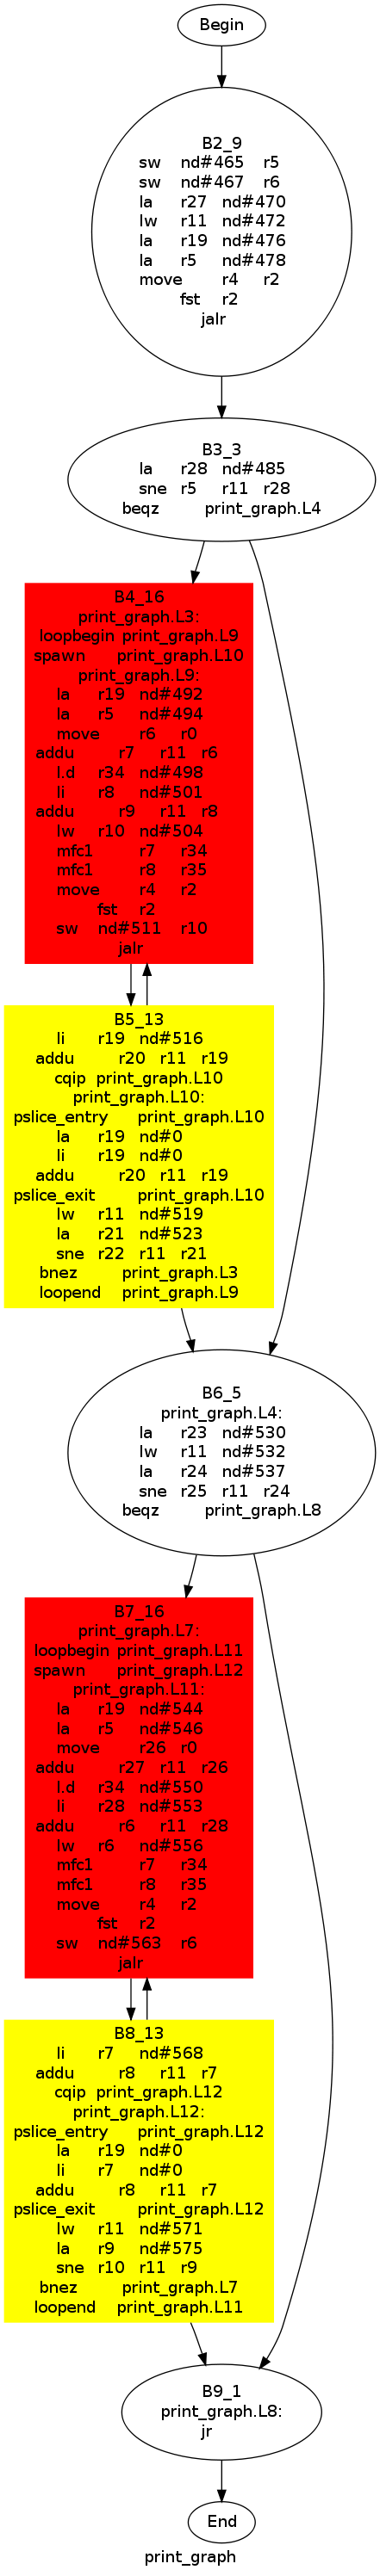 Begin
B2_9
sw nd#465 r5
sw nd#467 r6
la r27 nd#470
lw r11 nd#472
la r19 nd#476
la r5 nd#478
move r4 r2
fst r2
jalr
B3_3
la r28 nd#485
sne r5 r11 r28
beqz print_graph.L4
B4_16
print_graph.L3:
loopbegin print_graph.L9
spawn print_graph.L10
print_graph.L9:
la r19 nd#492
la r5 nd#494
move r6 r0
addu r7 r11 r6
l.d r34 nd#498
li r8 nd#501
addu r9 r11 r8
lw r10 nd#504
mfc1 r7 r34
mfc1 r8 r35
move r4 r2
fst r2
sw nd#511 r10
jalr
B5_13
li r19 nd#516
addu r20 r11 r19
cqip print_graph.L10
print_graph.L10:
pslice_entry print_graph.L10
la r19 nd#0
li r19 nd#0
addu r20 r11 r19
pslice_exit print_graph.L10
lw r11 nd#519
la r21 nd#523
sne r22 r11 r21
bnez print_graph.L3
loopend print_graph.L9
B6_5
print_graph.L4:
la r23 nd#530
lw r11 nd#532
la r24 nd#537
sne r25 r11 r24
beqz print_graph.L8
B7_16
print_graph.L7:
loopbegin print_graph.L11
spawn print_graph.L12
print_graph.L11:
la r19 nd#544
la r5 nd#546
move r26 r0
addu r27 r11 r26
l.d r34 nd#550
li r28 nd#553
addu r6 r11 r28
lw r6 nd#556
mfc1 r7 r34
mfc1 r8 r35
move r4 r2
fst r2
sw nd#563 r6
jalr
B8_13
li r7 nd#568
addu r8 r11 r7
cqip print_graph.L12
print_graph.L12:
pslice_entry print_graph.L12
la r19 nd#0
li r7 nd#0
addu r8 r11 r7
pslice_exit print_graph.L12
lw r11 nd#571
la r9 nd#575
sne r10 r11 r9
bnez print_graph.L7
loopend print_graph.L11
B9_1
print_graph.L8:
jr
End
print_graph